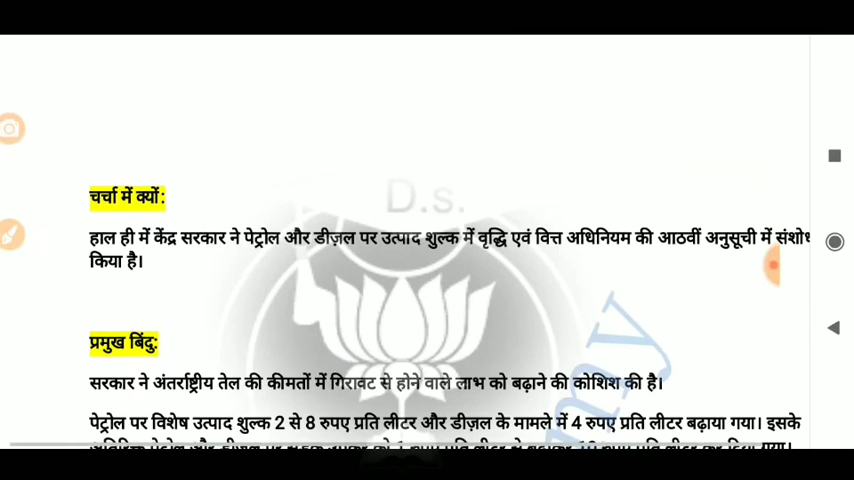 D.s.
चर्चा में क्यों:
हाल ही में केंद्र सरकार ने पेट्रोल और डीज़ल पर उत्पाद शुल्क में वृद्धि एवं वित्त अधिनियम की आठवीं अनुसूची में
किया है।
my
प्रमुख बिंदु:
सरकार ने अंतर्राष्ट्रीय तेल की कीमतों में गिरावट से होने वाले लाभ को बढ़ाने की कोशिश की है।
पेट्रोल पर विशेष उत्पाद शुल्क 2 से 8 रुपए प्रति लीटर और डीज़ल के मामले में 4 रुपए प्रति लीटर बढ़ाया गया। इसके